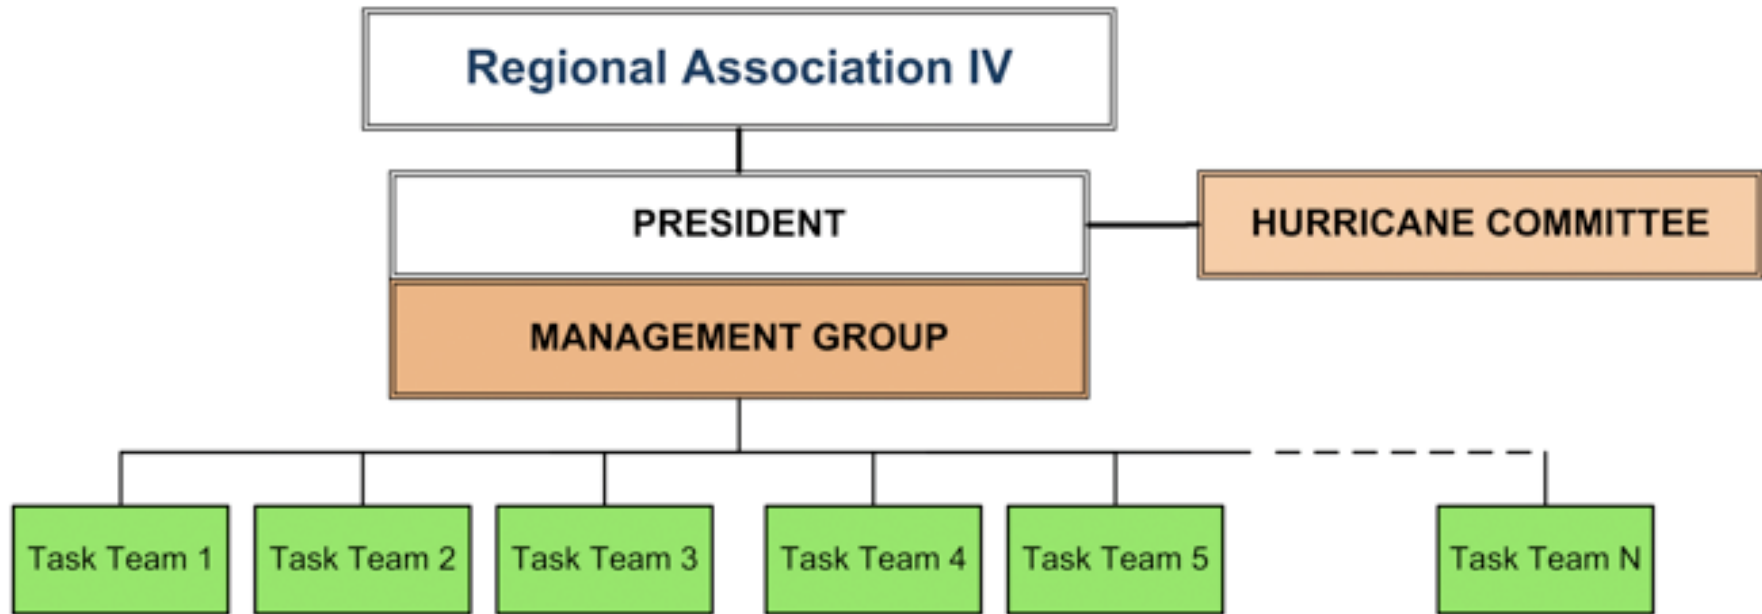 Regional Association IV
PRESIDENT
HURRICANE COMMITTEE
MANAGEMENT GROUP
Task Team 1
Task Team 2
Task Team 3
Task Team 4
Task Team 5
Task Team N